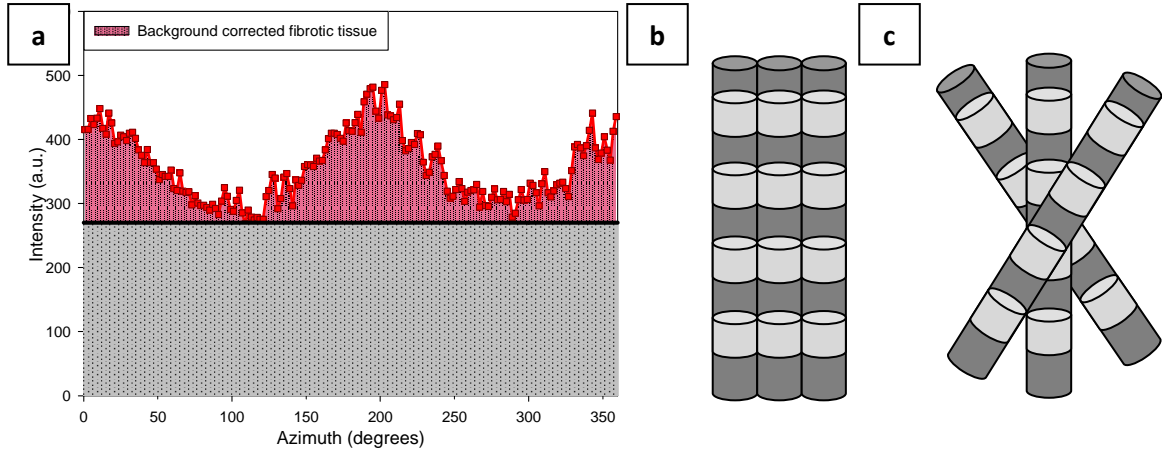 a
Background corrected fibrotic tissue
500
400
300
200
100
0
Intensity (a.u.)
0 50 100 150 200 250 300 350
Azimuth (degrees)
b
c